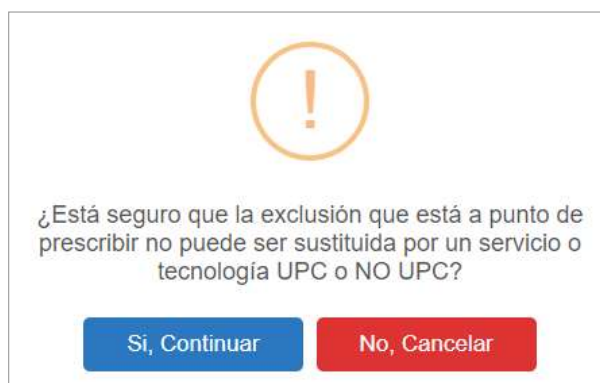 !
¿Está seguro que la exclusión que está a punto de
prescribir no puede ser sustituida por un servicio o
tecnología UPC o NO UPC?
Si, Continuar
No, Cancelar